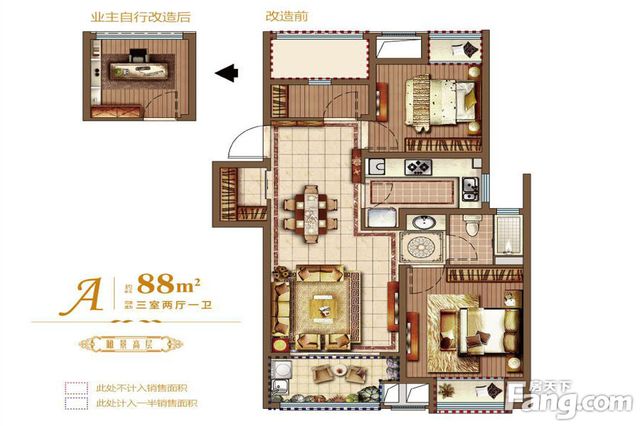 业主自行改造后
改造前
A
约 88m²
可变 三室两厅一卫
观景高层
此处不计入销售面积
此处计入一半销售面积
房天下
Fang.com